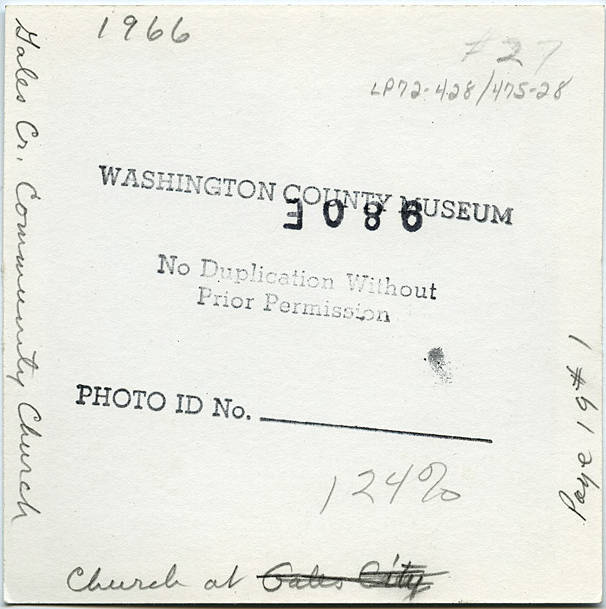 1966
#27
LP72-428/475-28
Gales Cr. Community Church
WASHINGTON COUNTY MUSEUM
3086
No Duplication Without
Prior Permission
PHOTO ID No.
Page 19 # 1
124%
Church at Gales City